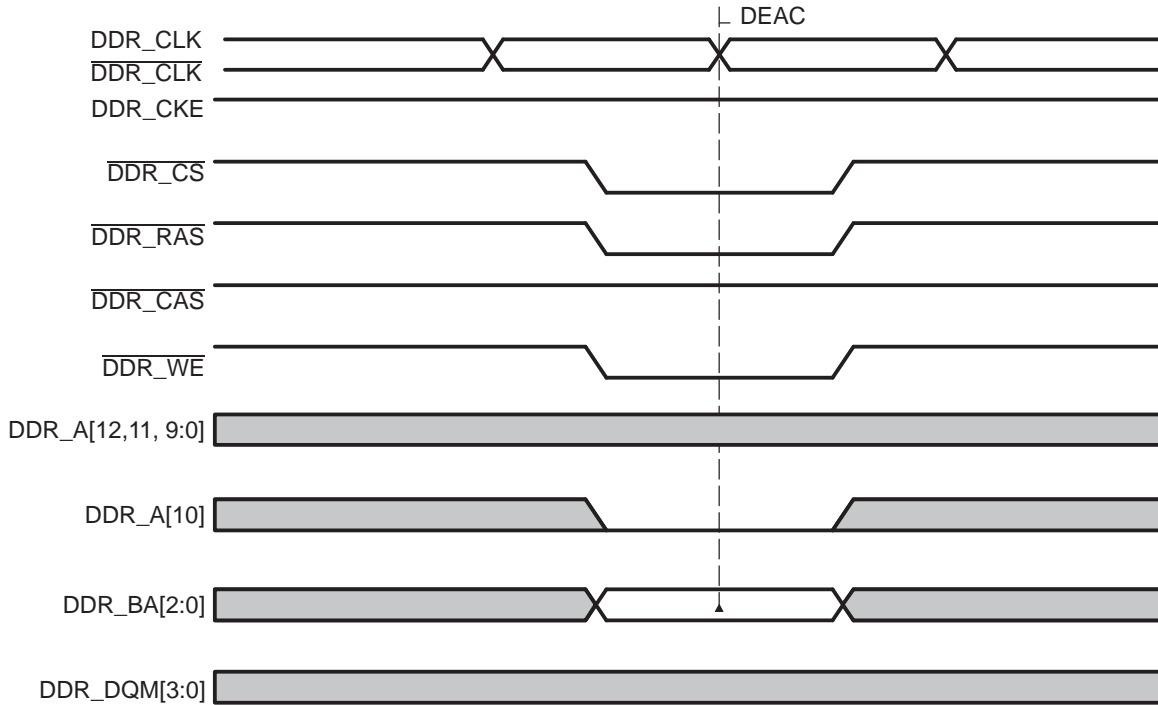 DEAC
DDR_CLK
DDR_CLK
DDR_CKE
DDR_CS
DDR_RAS
DDR_CAS
DDR_WE
DDR_A[12,11, 9:0]
DDR_A[10]
DDR_BA[2:0]
DDR_DQM[3:0]